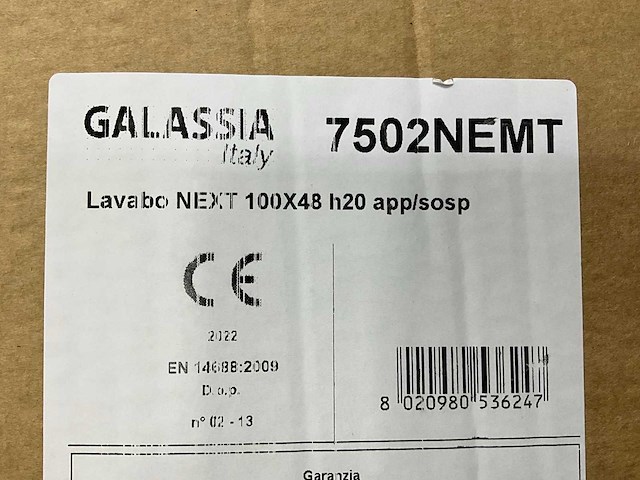 GALASSIA
Italy
7502NEMT
Lavabo NEXT 100X48 h20 app/sosp
CE
2022
EN 14688:2009
D.o.p.
n° 02 - 13
8 020980 536247
Garanzia